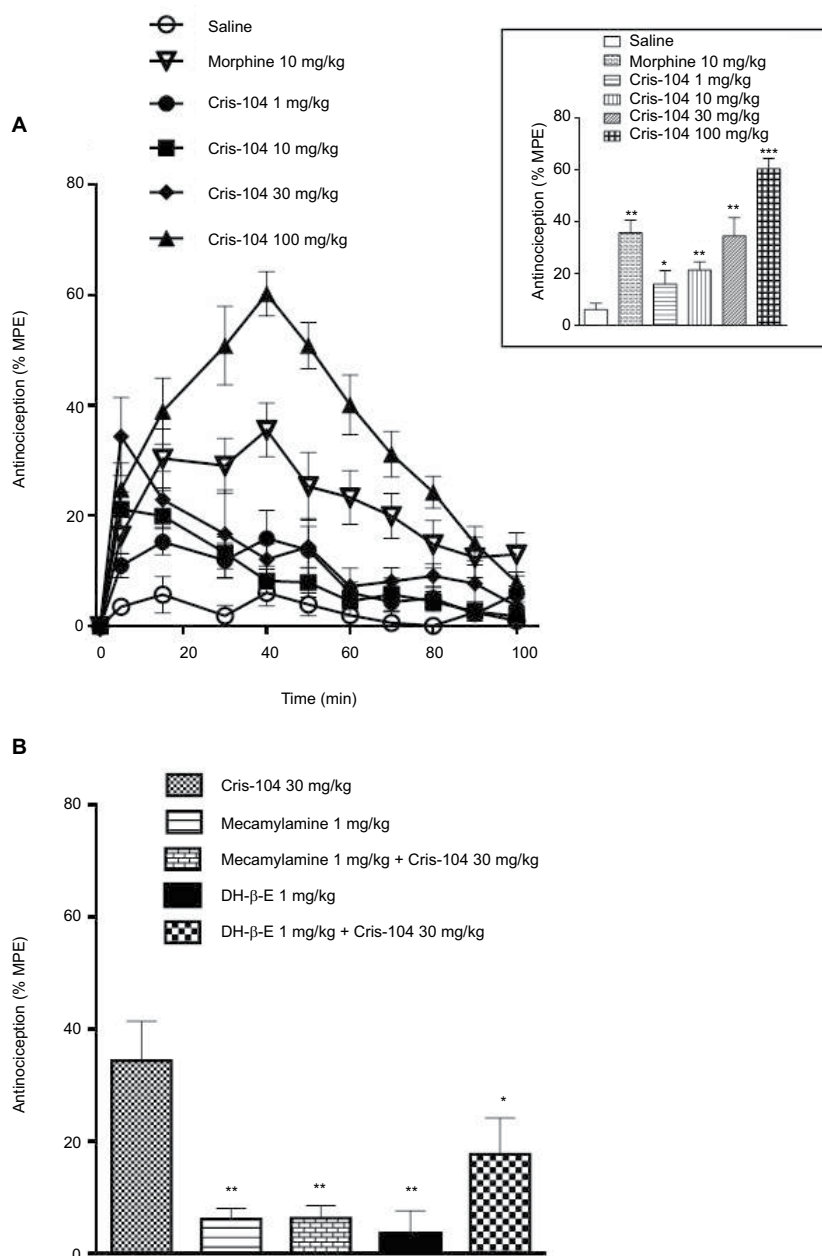 A
Saline
Morphine 10 mg/kg
Cris-104 1 mg/kg
Cris-104 10 mg/kg
Cris-104 30 mg/kg
Cris-104 100 mg/kg
Antinociception (% MPE)
80
60
40
20
0
0 20 40 60 80 100
Time (min)
Saline
Morphine 10 mg/kg
Cris-104 1 mg/kg
Cris-104 10 mg/kg
Cris-104 30 mg/kg
Cris-104 100 mg/kg
Antinociception (% MPE)
80
60
40
20
0
** * ** ** ***
B
Cris-104 30 mg/kg
Mecamylamine 1 mg/kg
Mecamylamine 1 mg/kg + Cris-104 30 mg/kg
DH-β-E 1 mg/kg
DH-β-E 1 mg/kg + Cris-104 30 mg/kg
Antinociception (% MPE)
80
60
40
20
0
** ** ** *